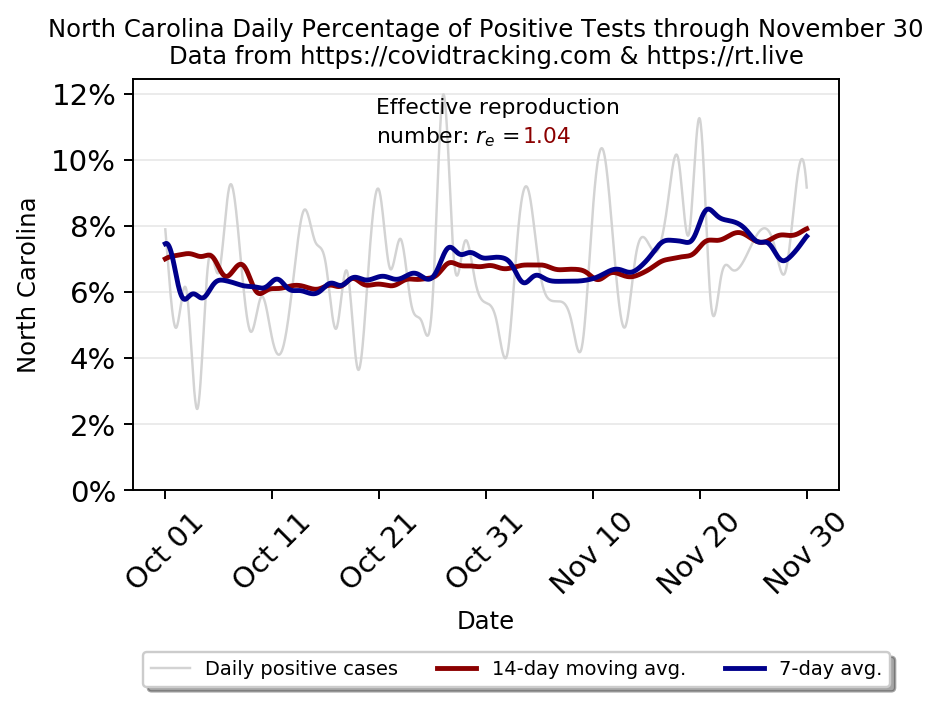 North Carolina Daily Percentage of Positive Tests through November 30
Data from https://covidtracking.com & https://rt.live
Effective reproduction
number: rₑ =1.04
North Carolina
12%
10%
8%
6%
4%
2%
0%
Oct 01
Oct 11
Oct 21
Oct 31
Nov 10
Nov 20
Nov 30
Date
Daily positive cases
14-day moving avg.
7-day avg.